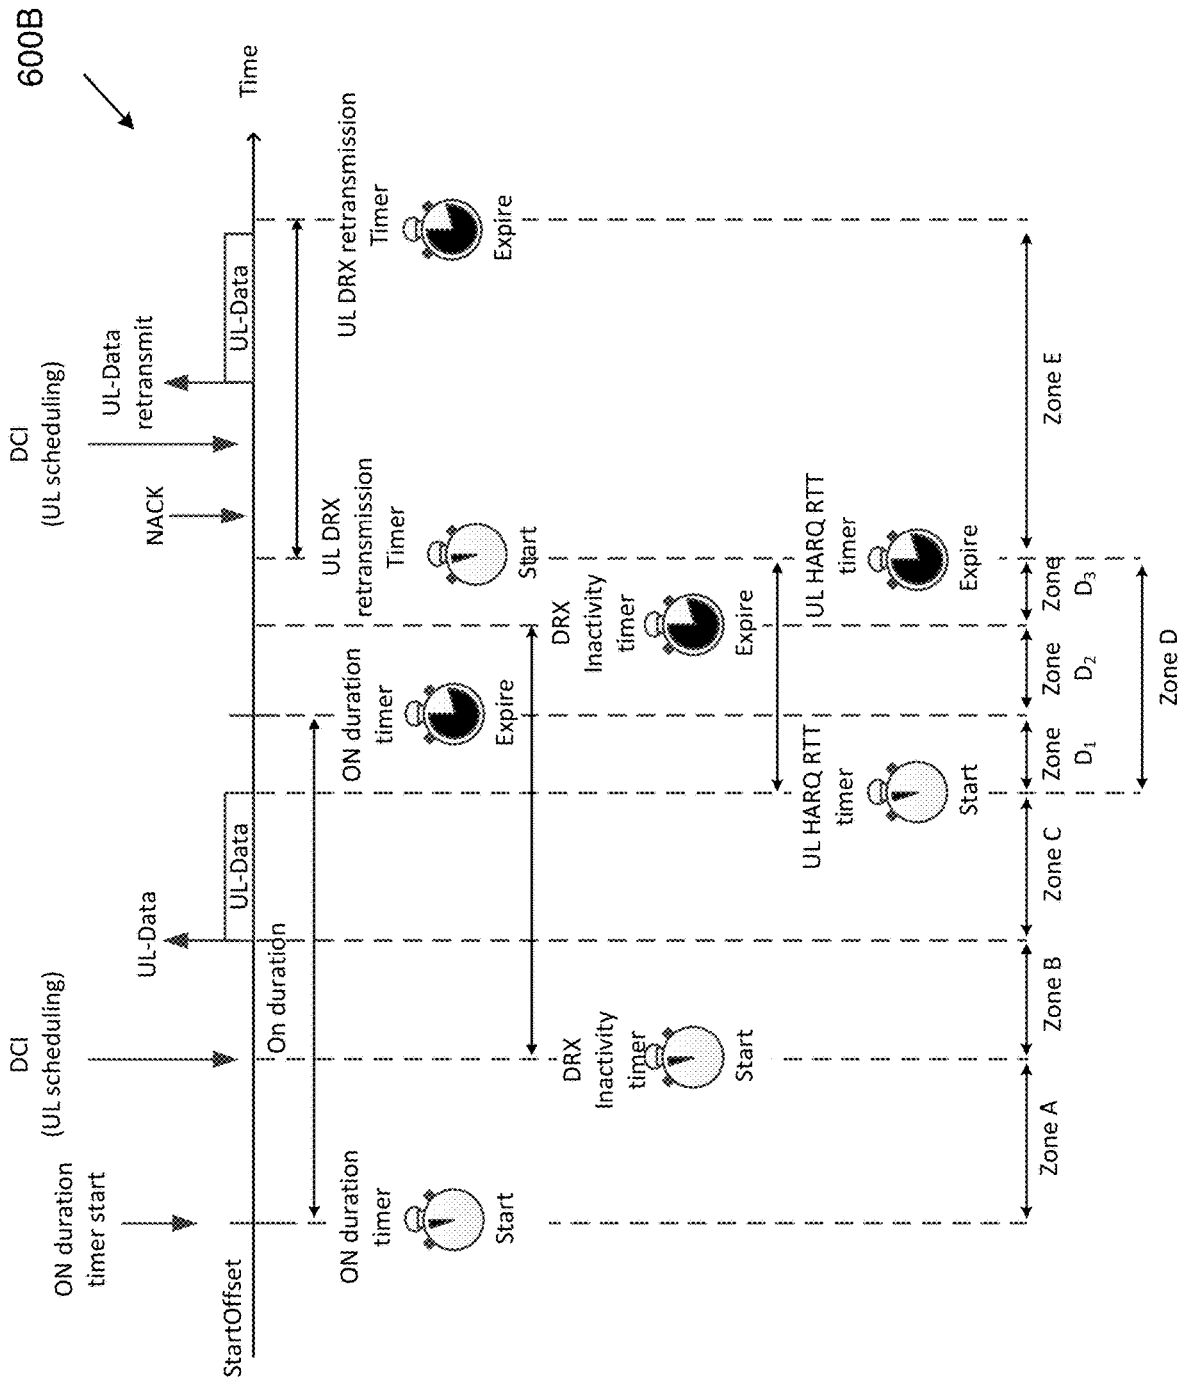 600B
ON duration
timer start
DCI
(UL scheduling)
UL-Data
NACK
DCI
(UL scheduling)
UL-Data
retransmit
StartOffset
UL-Data
UL-Data
Time
On duration
ON duration
timer
Start
ON duration
timer
Expire
UL DRX
retransmission
Timer
Start
UL DRX retransmission
Timer
Expire
DRX
Inactivity
timer
Start
DRX
Inactivity
timer
Expire
UL HARQ RTT
timer
Start
UL HARQ RTT
timer
Expire
Zone A
Zone B
Zone C
Zone
D₁
Zone
D₂
Zone
D₃
Zone E
Zone D